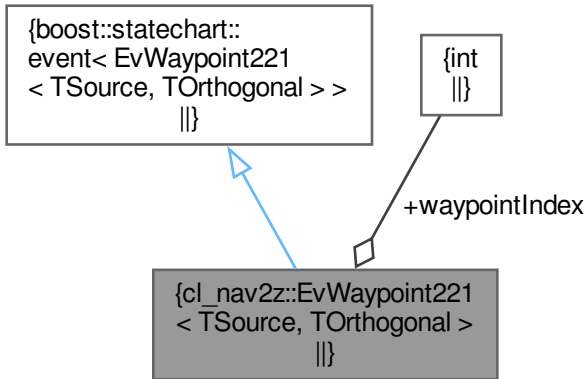 {boost::statechart::
event< EvWaypoint221
< TSource, TOrthogonal > >
||}
{int
||}
+waypointIndex
{cl_nav2z::EvWaypoint221
< TSource, TOrthogonal >
||}